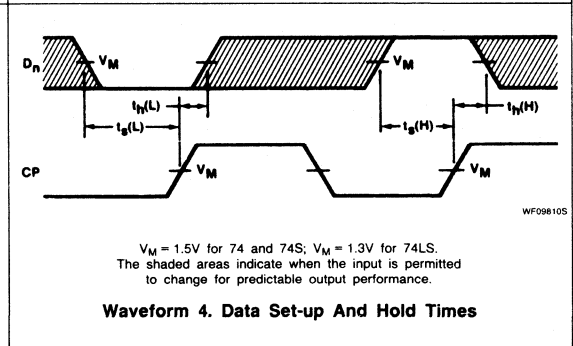 Dn
VM
VM
th(L)
th(H)
ts(L)
ts(H)
CP
VM
VM
WF09810S
VM = 1.5V for 74 and 74S; VM = 1.3V for 74LS.
The shaded areas indicate when the input is permitted
to change for predictable output performance.
Waveform 4. Data Set-up And Hold Times